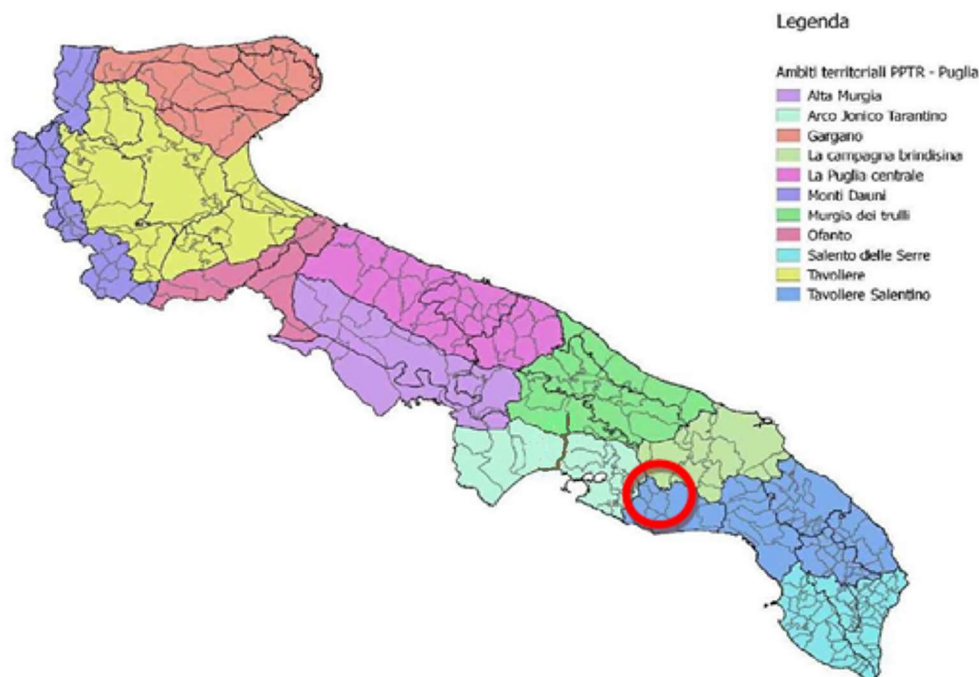 Legenda
Ambiti territoriali PPTR - Puglia
Alta Murgia
Arco Jonico Tarantino
Gargano
La campagna brindisina
La Puglia centrale
Monti Dauni
Murgia dei trulli
Ofanto
Salento delle Serre
Tavoliere
Tavoliere Salentino